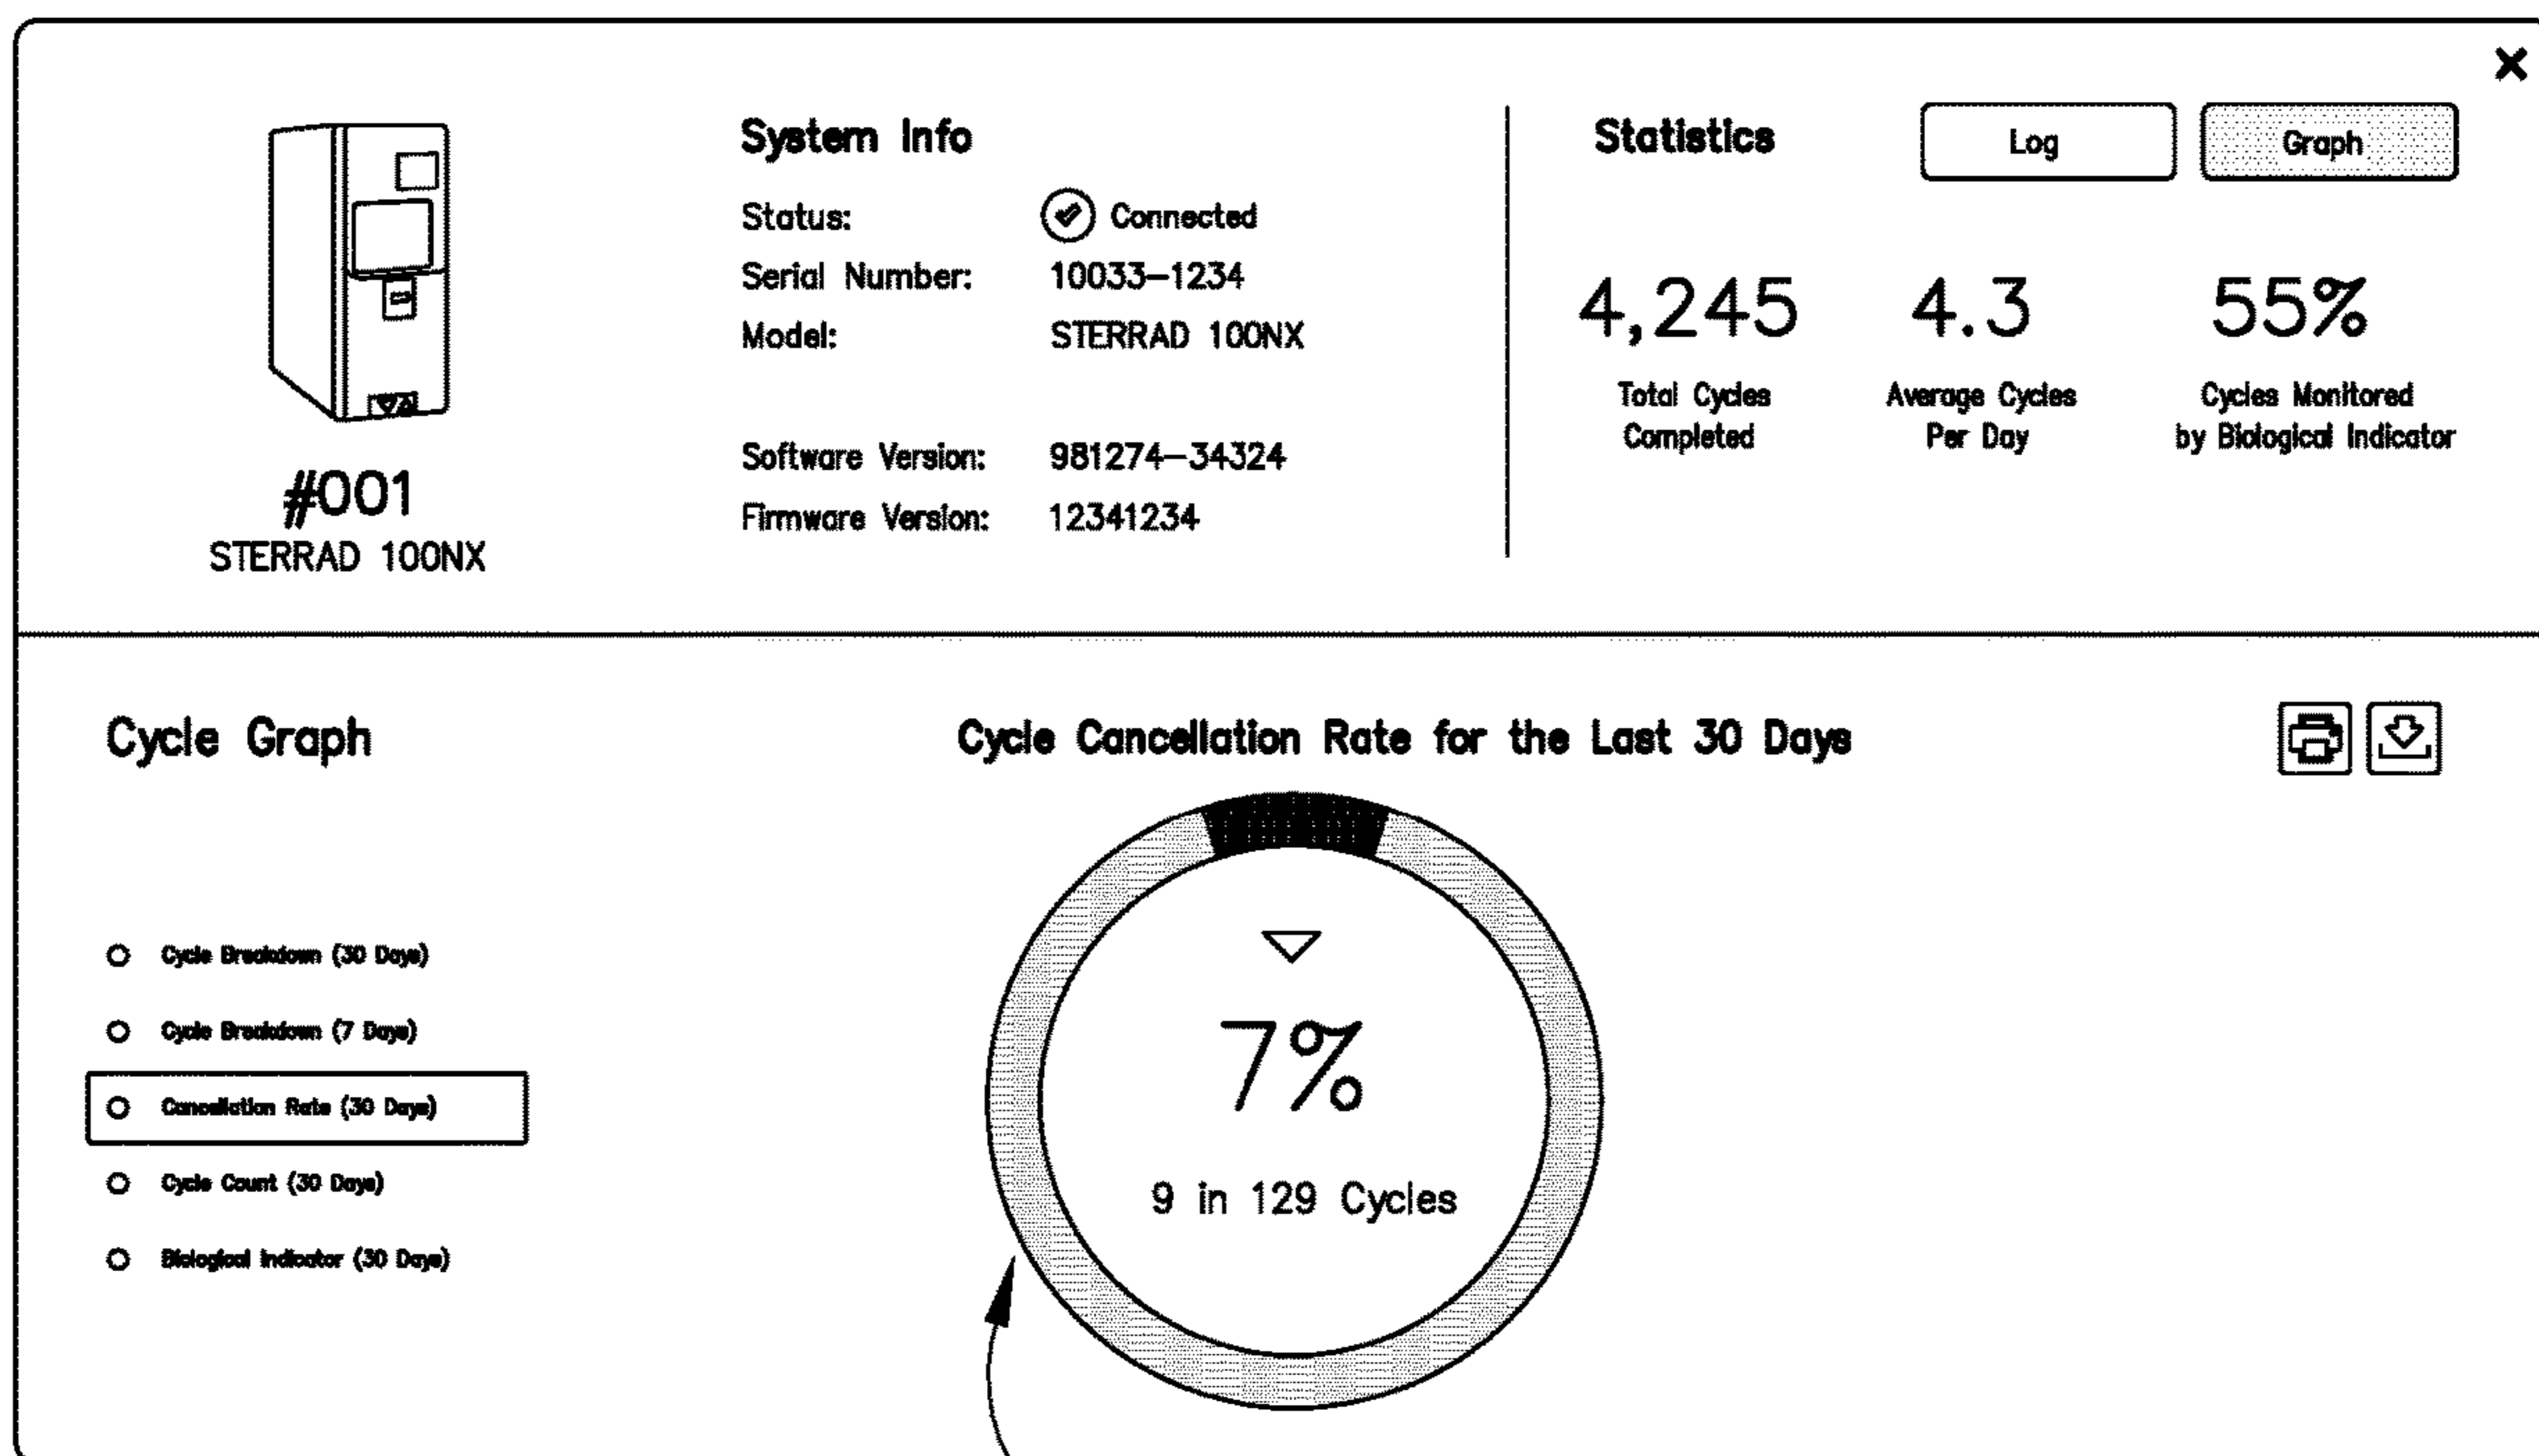 System Info
Status: Connected
Serial Number: 10033-1234
Model: STERRAD 100NX
Software Version: 981274-34324
Firmware Version: 12341234
#001
STERRAD 100NX
Statistics
Log
Graph
4,245
Total Cycles
Completed
4.3
Average Cycles
Per Day
55%
Cycles Monitored
by Biological Indicator
Cycle Graph
Cycle Breakdown (30 Days)
Cycle Breakdown (7 Days)
Cancellation Rate (30 Days)
Cycle Count (30 Days)
Biological Indicator (30 Days)
Cycle Cancellation Rate for the Last 30 Days
7%
9 in 129 Cycles